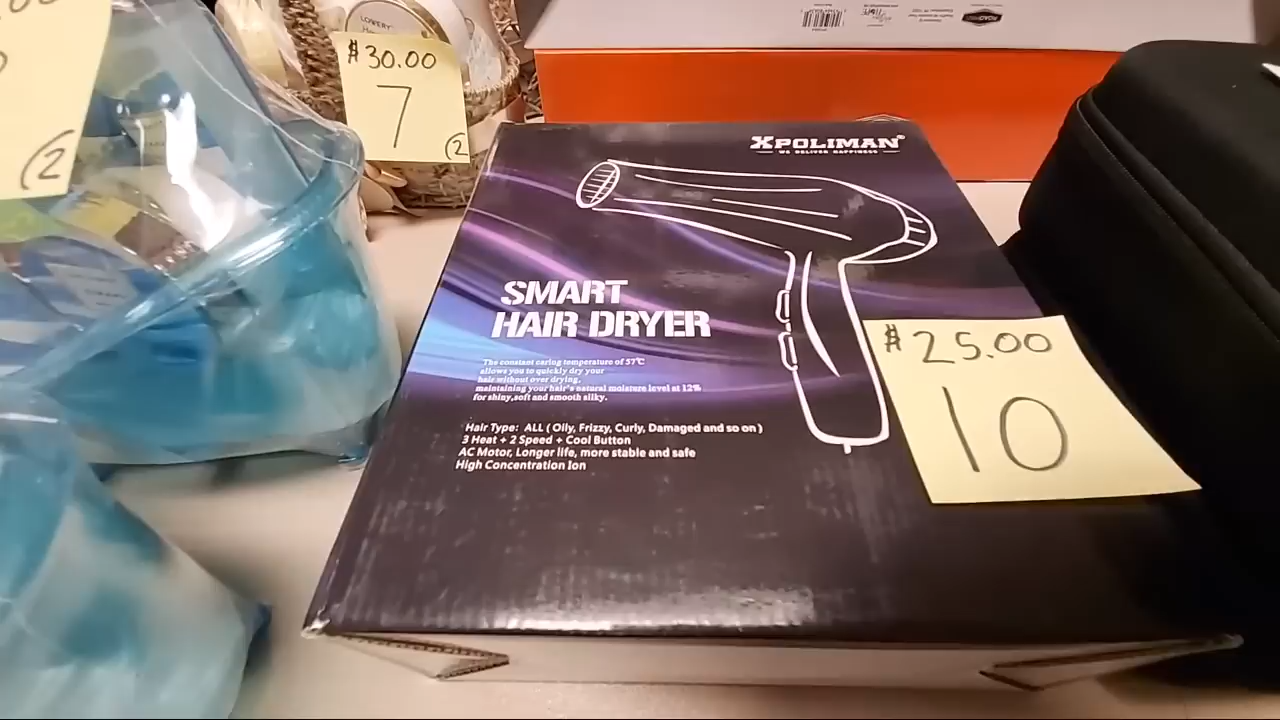 (2
LOWERY
$30.00
7
(2)
ROADPRO
XPOLIMAN
WE DELIVER HAPPINESS
SMART
HAIR DRYER
The constant caring temperature of 57℃
allows you to quickly dry your
hair without over drying,
maintaining your hair's natural moisture level at 12%
for shiny,soft and smooth silky.
Hair Type: ALL ( Oily, Frizzy, Curly, Damaged and so on )
3 Heat + 2 Speed + Cool Button
AC Motor, Longer life, more stable and safe
High Concentration Ion
$25.00
10